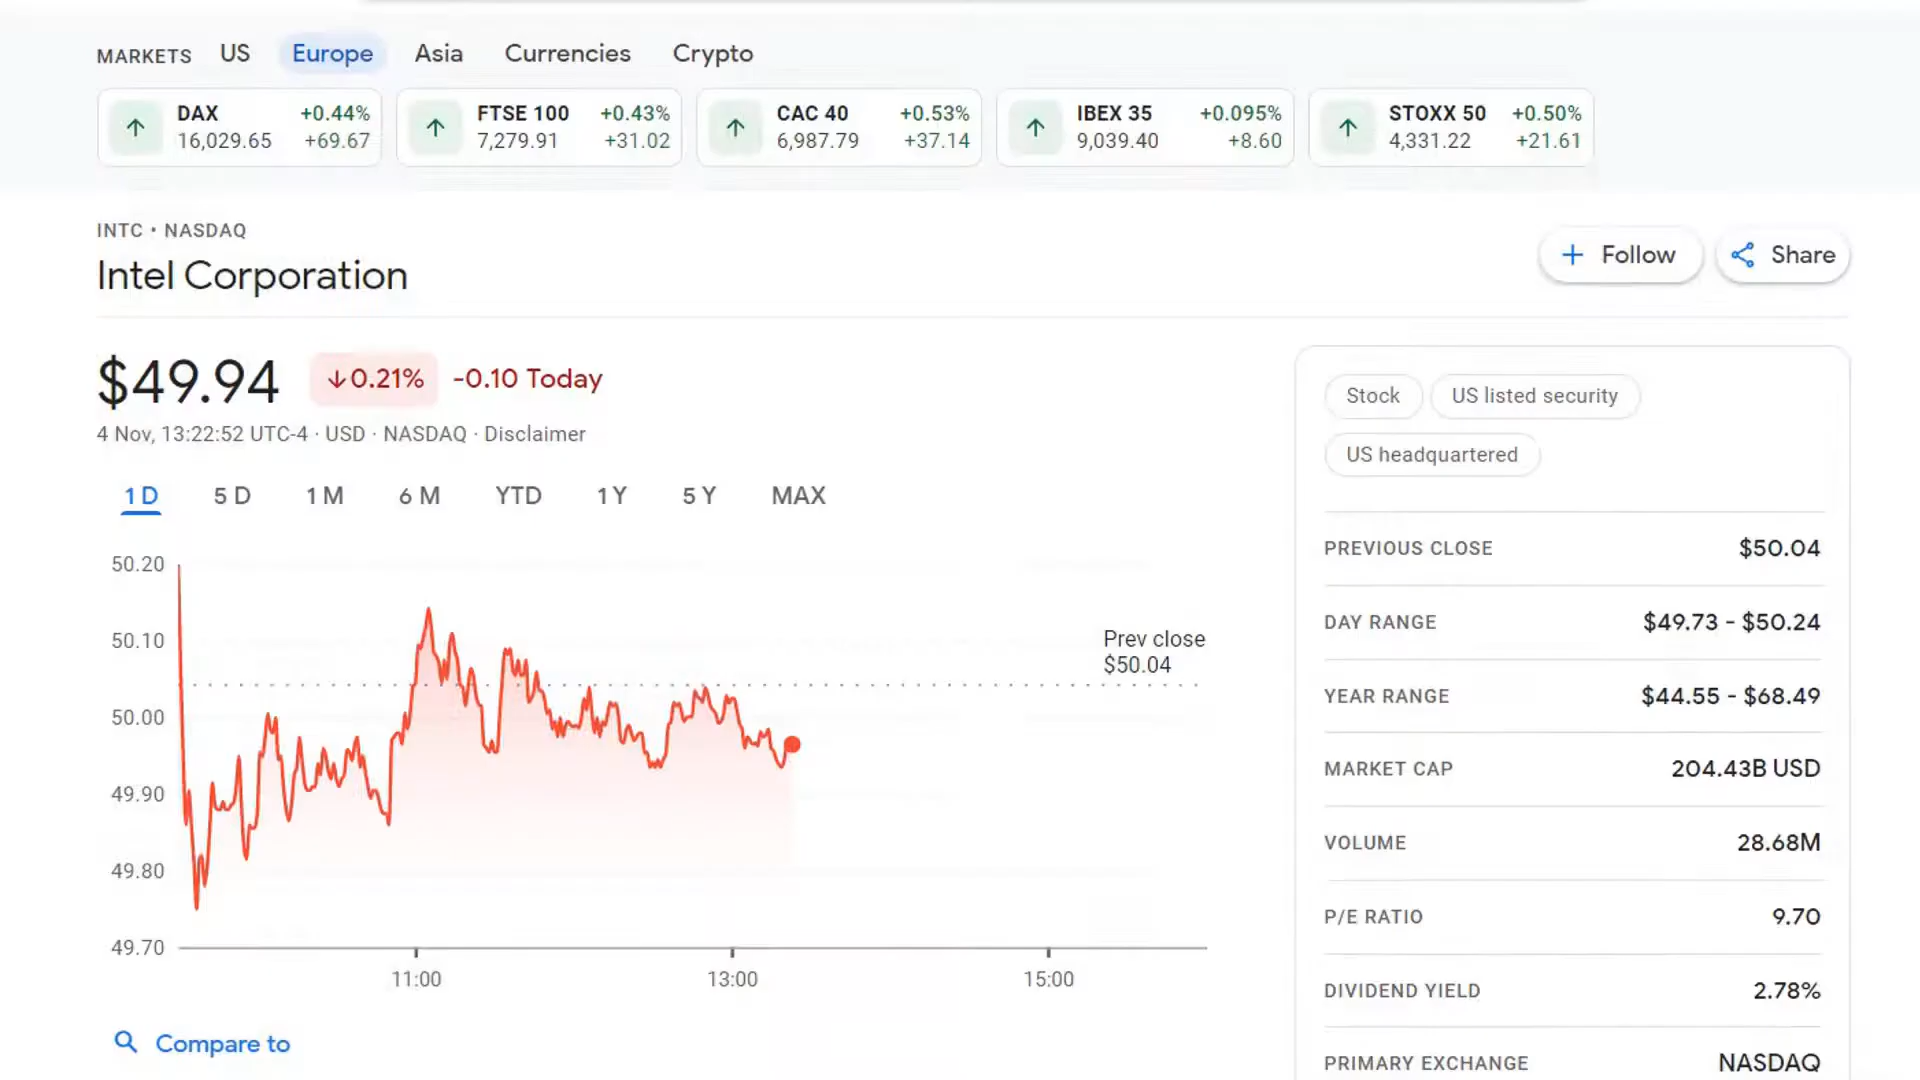 MARKETS US Europe Asia Currencies Crypto
DAX +0.44%
16,029.65 +69.67
FTSE 100 +0.43%
7,279.91 +31.02
CAC 40 +0.53%
6,987.79 +37.14
IBEX 35 +0.095%
9,039.40 +8.60
STOXX 50 +0.50%
4,331.22 +21.61
INTC • NASDAQ
Intel Corporation
Follow
Share
$49.94 0.21% -0.10 Today
4 Nov, 13:22:52 UTC-4 · USD · NASDAQ · Disclaimer
1D 5D 1M 6M YTD 1Y 5Y MAX
50.20
50.10
50.00
49.90
49.80
49.70
Prev close
$50.04
11:00 13:00 15:00
Compare to
Stock US listed security
US headquartered
PREVIOUS CLOSE $50.04
DAY RANGE $49.73 - $50.24
YEAR RANGE $44.55 - $68.49
MARKET CAP 204.43B USD
VOLUME 28.68M
P/E RATIO 9.70
DIVIDEND YIELD 2.78%
PRIMARY EXCHANGE NASDAQ